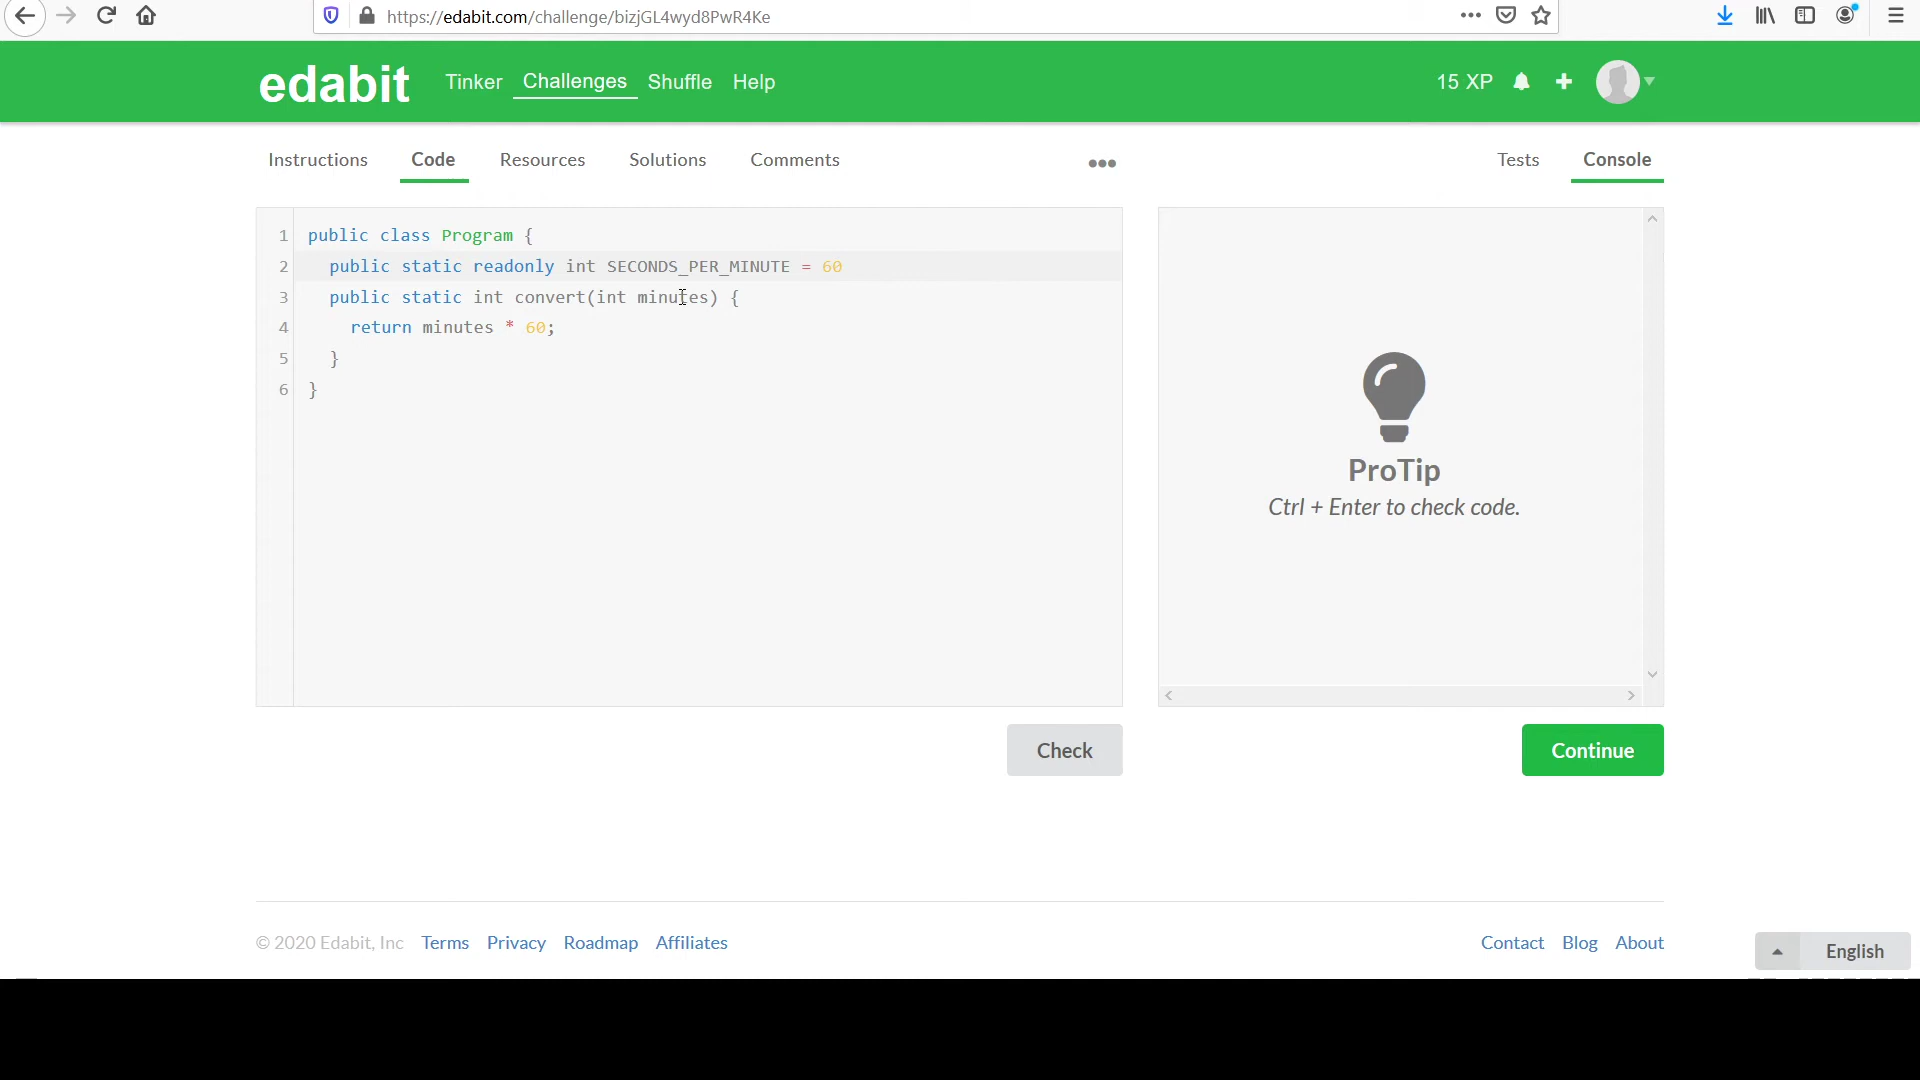 https://edabit.com/challenge/bizjGL4wyd8PwR4Ke
edabit Tinker Challenges Shuffle Help 15 XP
Instructions Code Resources Solutions Comments Tests Console
1 public class Program {
2 public static readonly int SECONDS_PER_MINUTE = 60
3 public static int convert(int minutes) {
4 return minutes * 60;
5 }
6 }
ProTip
Ctrl + Enter to check code.
Check Continue
© 2020 Edabit, Inc Terms Privacy Roadmap Affiliates Contact Blog About
English